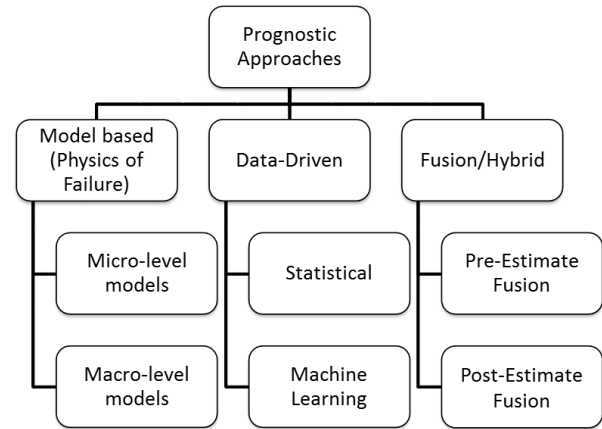 Prognostic
Approaches
Model based
(Physics of
Failure)
Data-Driven
Fusion/Hybrid
Micro-level
models
Statistical
Pre-Estimate
Fusion
Macro-level
models
Machine
Learning
Post-Estimate
Fusion